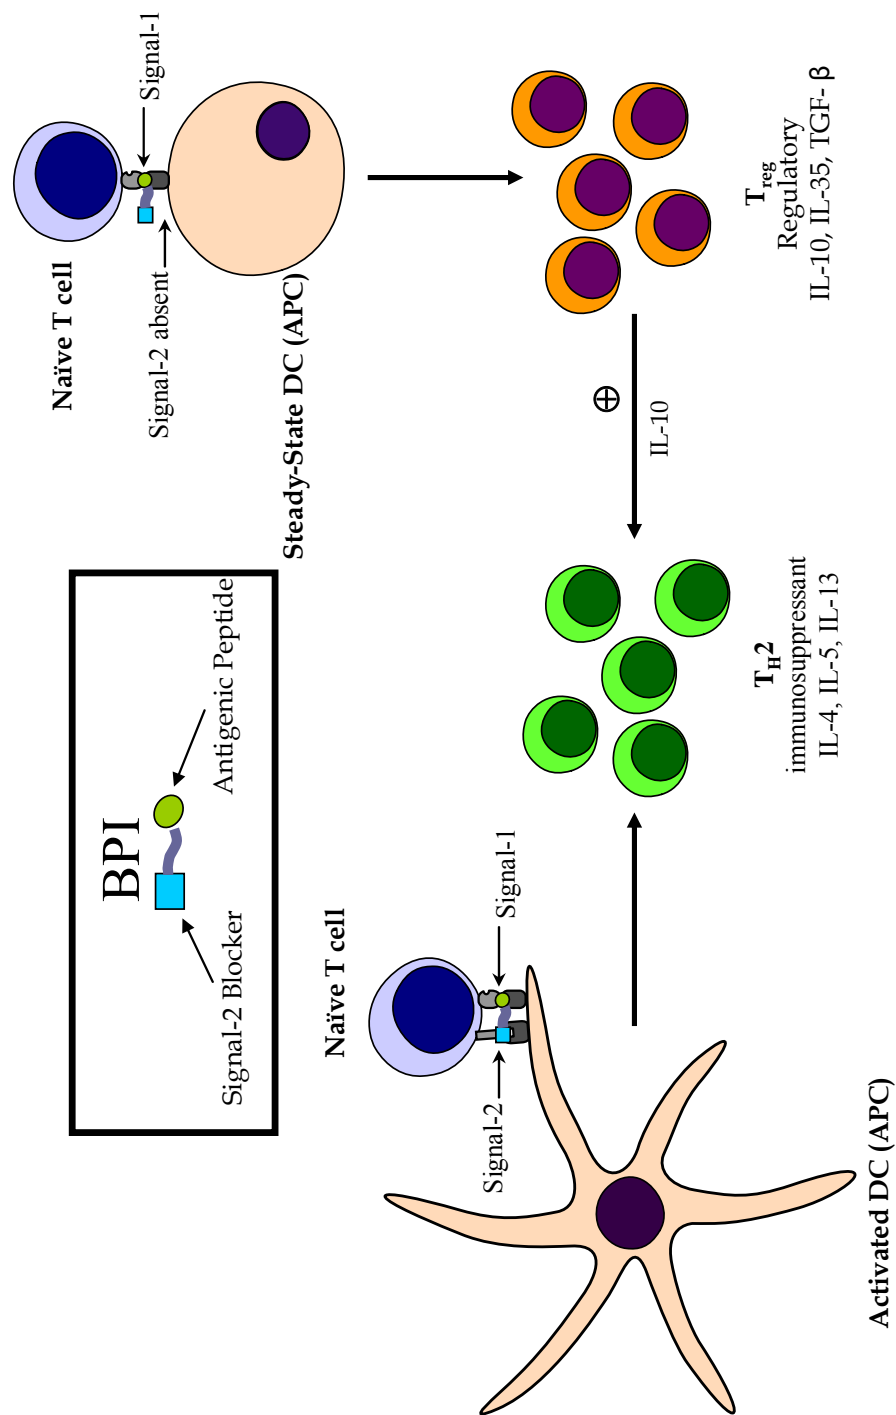 BPI
Signal-2 Blocker
Antigenic Peptide
Naïve T cell
Signal-2
Signal-1
Activated DC (APC)
T_H2
immunosuppressant
IL-4, IL-5, IL-13
Naïve T cell
Signal-2 absent
Signal-1
Steady-State DC (APC)
⊕
IL-10
T_reg
Regulatory
IL-10, IL-35, TGF- β